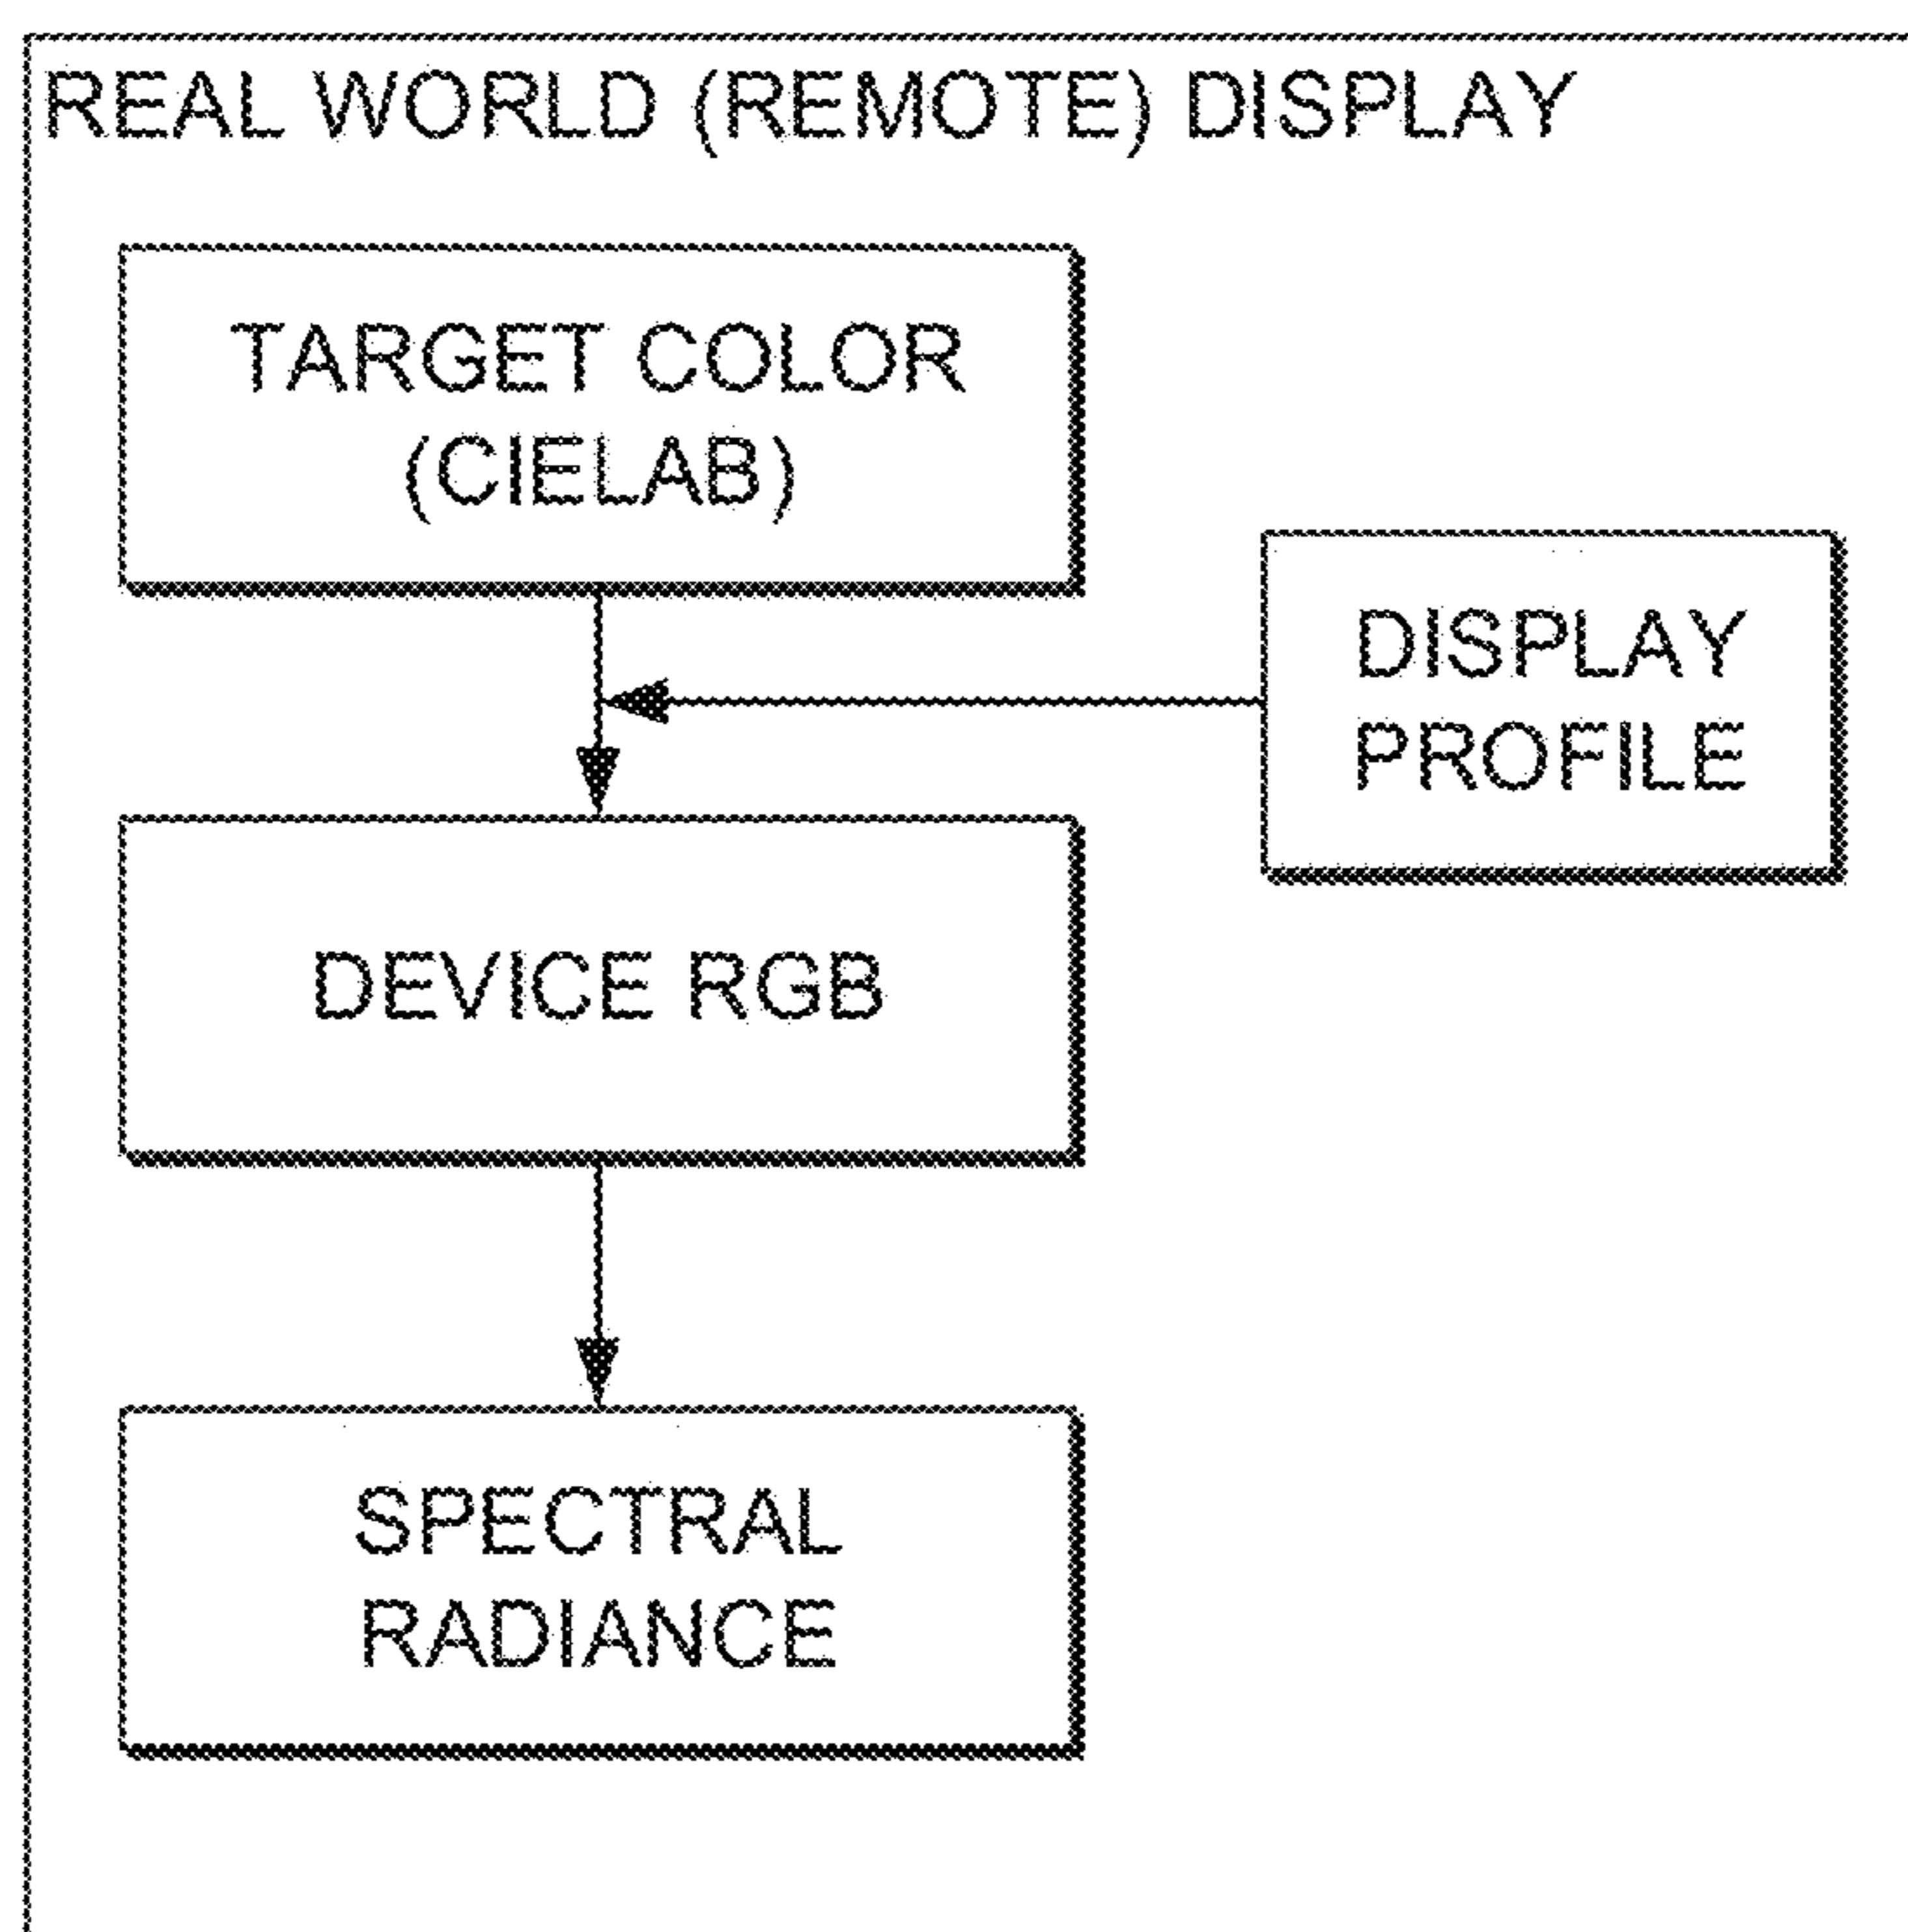 REAL WORLD (REMOTE) DISPLAY
TARGET COLOR
(CIELAB)
DISPLAY
PROFILE
DEVICE RGB
SPECTRAL
RADIANCE